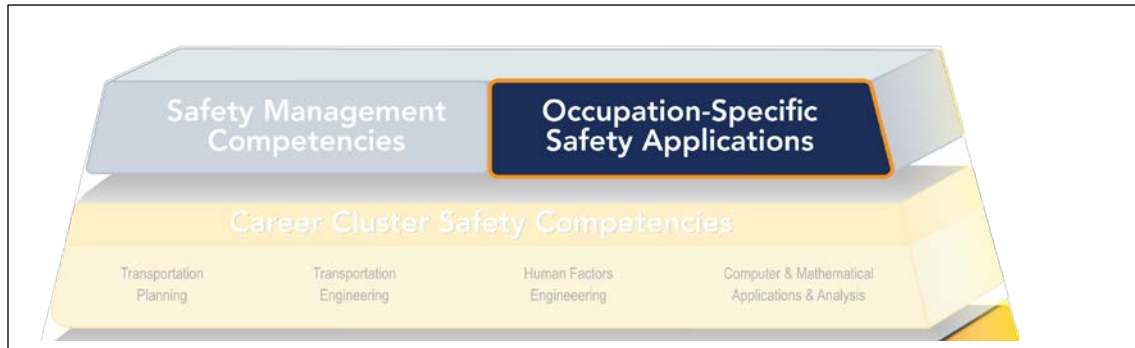 Safety Management
Competencies
Occupation-Specific
Safety Applications
Career Cluster Safety Competencies
Transportation
Planning
Transportation
Engineering
Human Factors
Engineeering
Computer & Mathematical
Applications & Analysis